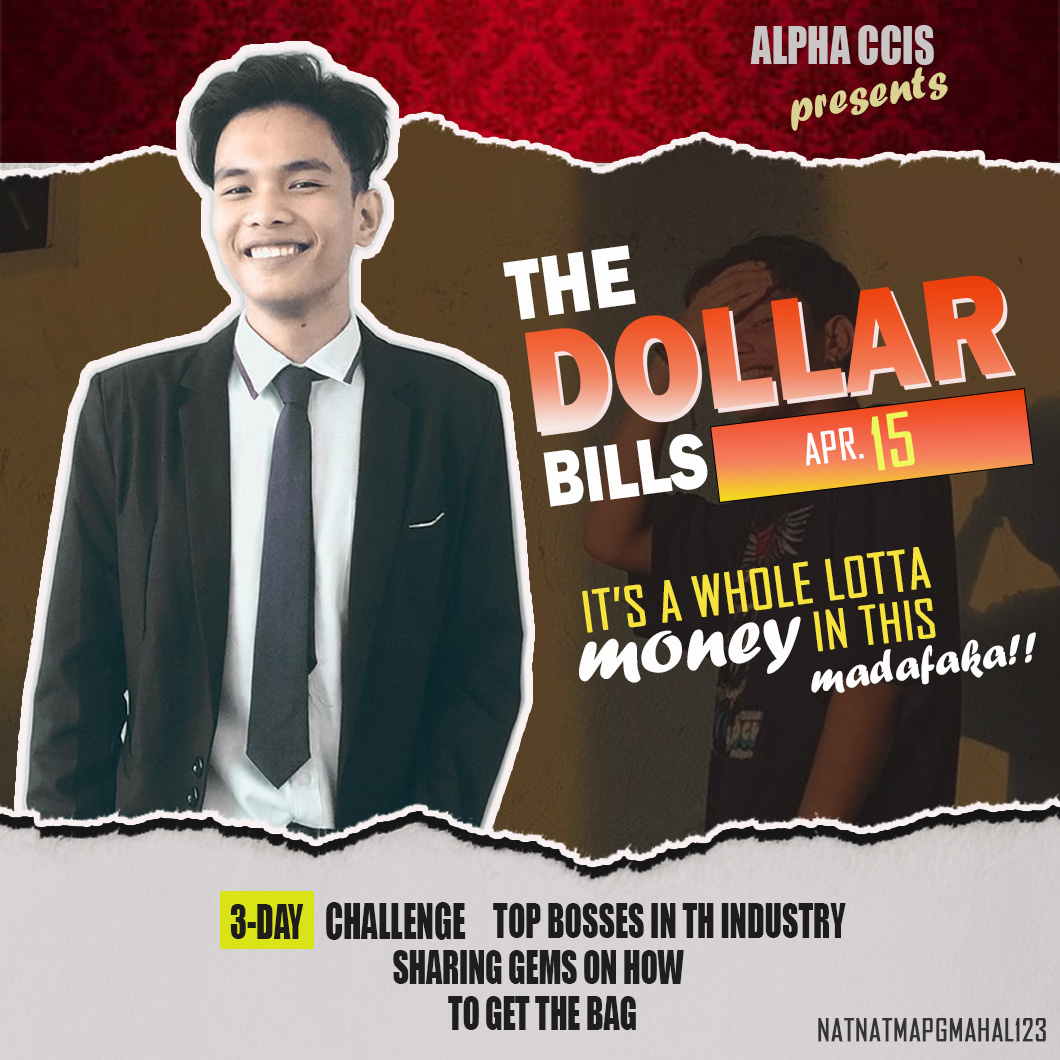 ALPHA CCIS
presents
THE
DOLLAR
BILLS
APR. 15
IT'S A WHOLE LOTTA
money IN THIS
madafaka!!
3-DAY CHALLENGE TOP BOSSES IN TH INDUSTRY
SHARING GEMS ON HOW
TO GET THE BAG
NATNATMAPGMAHAL123